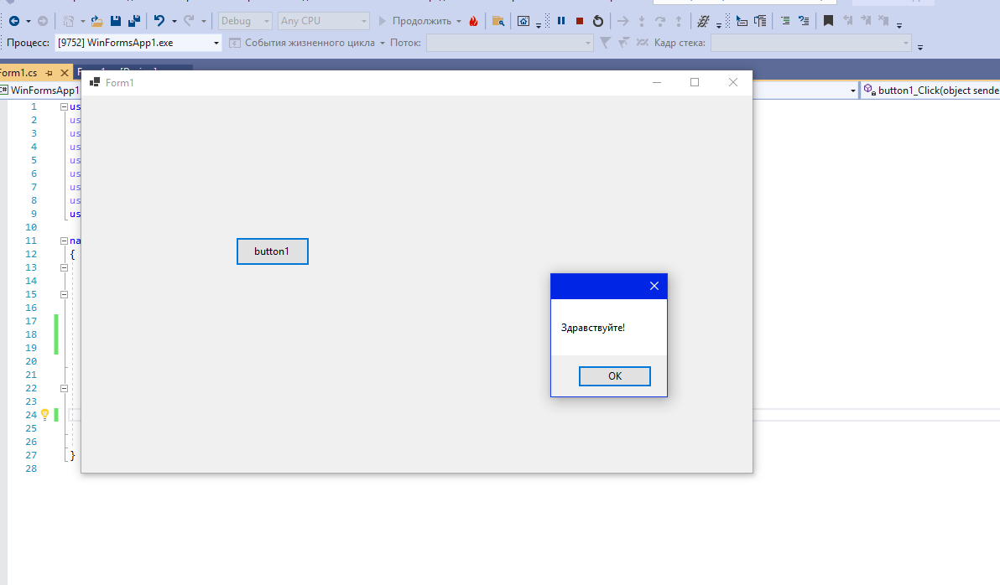 Debug Any CPU Продолжить
Процесс: [9752] WinFormsApp1.exe События жизненного цикла Поток: Кадр стека:
Form1.cs
WinFormsApp1 button1_Click(object sende
Form1
1 us
2 us
3 us
4 us
5 us
6 us
7 us
8 us
9 us
10
11 na
12 {
13
14
15
16
17
18
19
20
21
22
23
24
25
26
27 }
28
button1
Здравствуйте!
OK